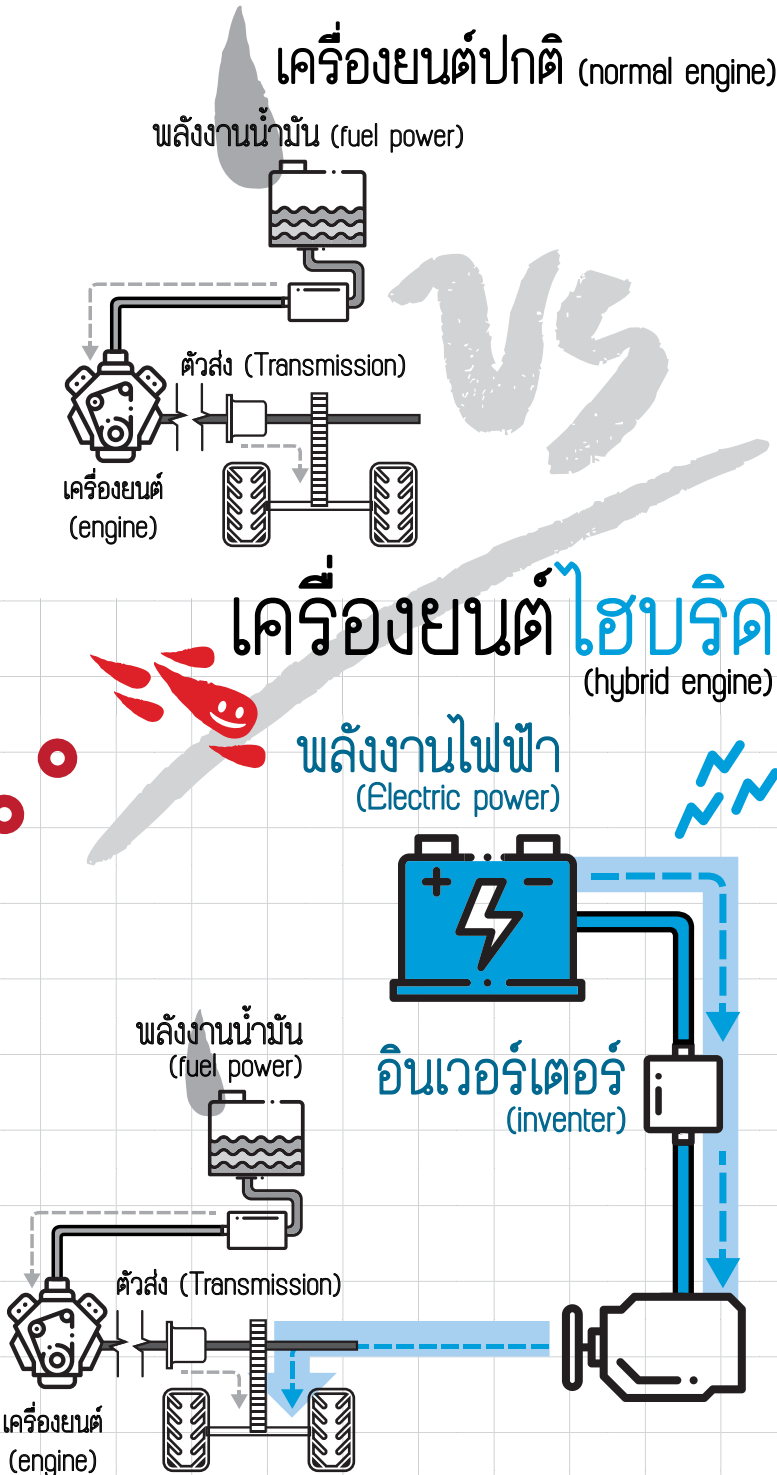 เครื่องยนต์ปกติ (normal engine)
พลังงานน้ำมัน (fuel power)
VS
ตัวส่ง (Transmission)
เครื่องยนต์
(engine)
เครื่องยนต์ไฮบริด
(hybrid engine)
พลังงานไฟฟ้า
(Electric power)
พลังงานน้ำมัน
(fuel power)
อินเวอร์เตอร์
(inventer)
ตัวส่ง (Transmission)
เครื่องยนต์
(engine)